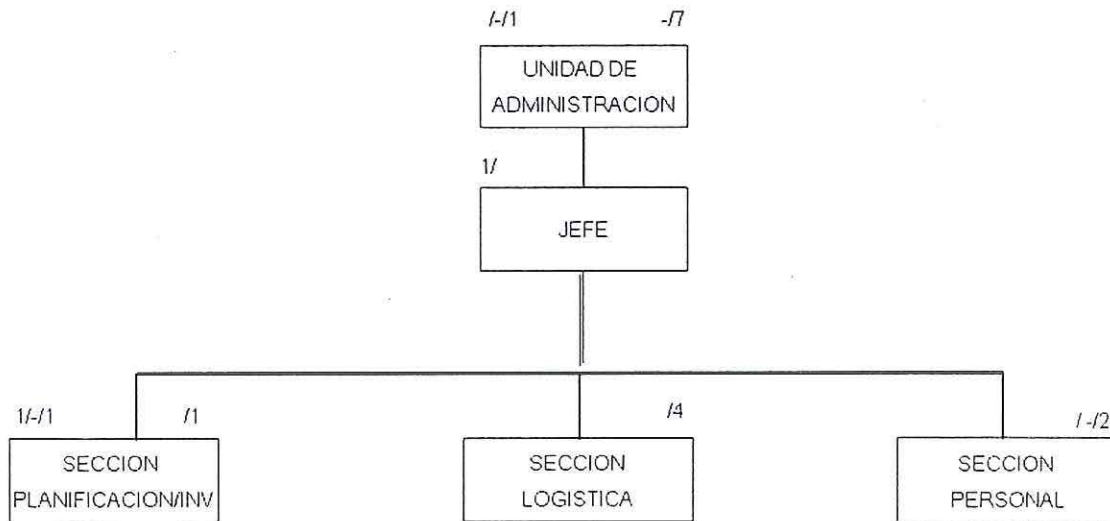 /-/1 -/7
UNIDAD DE
ADMINISTRACION
1/
JEFE
1/-/1 /1 /4 / -/2
SECCION SECCION SECCION
PLANIFICACION/INV LOGISTICA PERSONAL